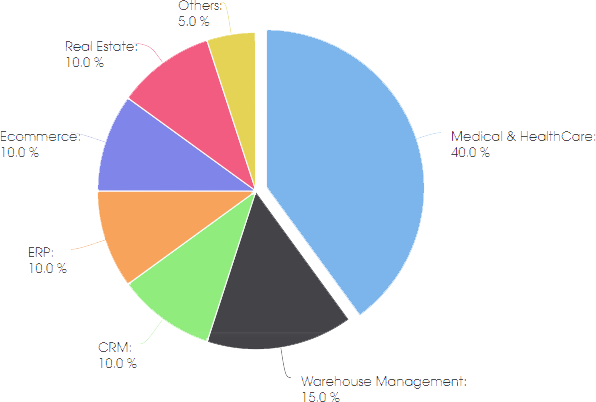 Others:
5.0 %
Real Estate:
10.0 %
Ecommerce:
10.0 %
Medical & HealthCare:
40.0 %
ERP:
10.0 %
CRM:
10.0 %
Warehouse Management:
15.0 %